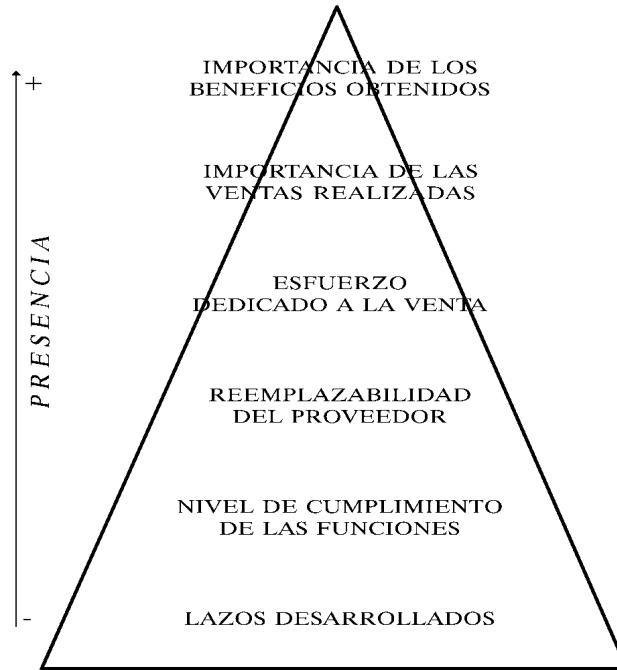 +
IMPORTANCIA DE LOS
BENEFICIOS OBTENIDOS
IMPORTANCIA DE LAS
VENTAS REALIZADAS
ESFUERZO
DEDICADO A LA VENTA
PRESENCIA
REEMPLAZABILIDAD
DEL PROVEEDOR
NIVEL DE CUMPLIMIENTO
DE LAS FUNCIONES
-
LAZOS DESARROLLADOS